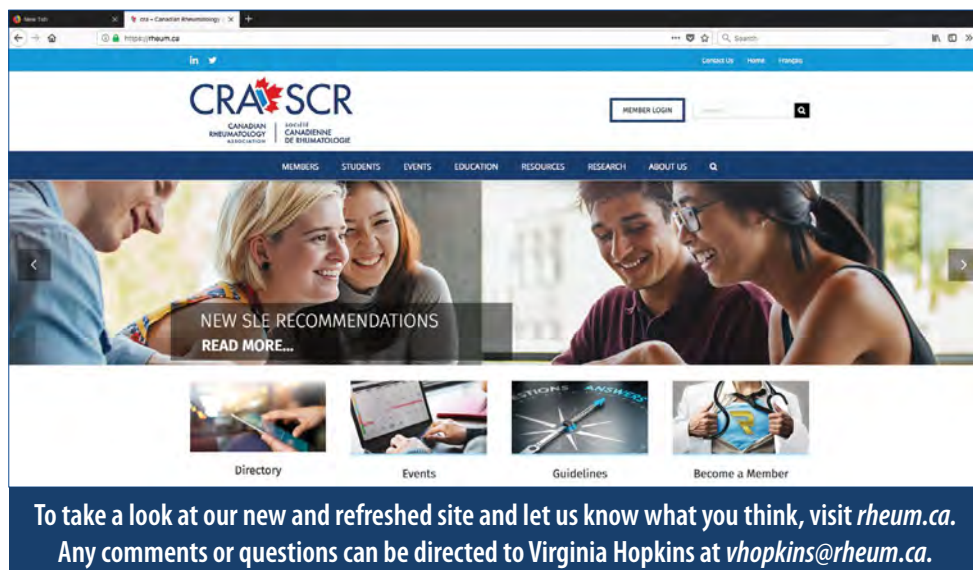 New Tab
cra – Canadian Rheumatology
https://rheum.ca
Search
Contact Us Home Français
CRA SCR
CANADIAN RHEUMATOLOGY ASSOCIATION
SOCIÉTÉ CANADIENNE DE RHUMATOLOGIE
MEMBER LOGIN
MEMBERS STUDENTS EVENTS EDUCATION RESOURCES RESEARCH ABOUT US
NEW SLE RECOMMENDATIONS
READ MORE...
STIONS ANSWERS
R
Directory Events Guidelines Become a Member
To take a look at our new and refreshed site and let us know what you think, visit rheum.ca.
Any comments or questions can be directed to Virginia Hopkins at vhopkins@rheum.ca.